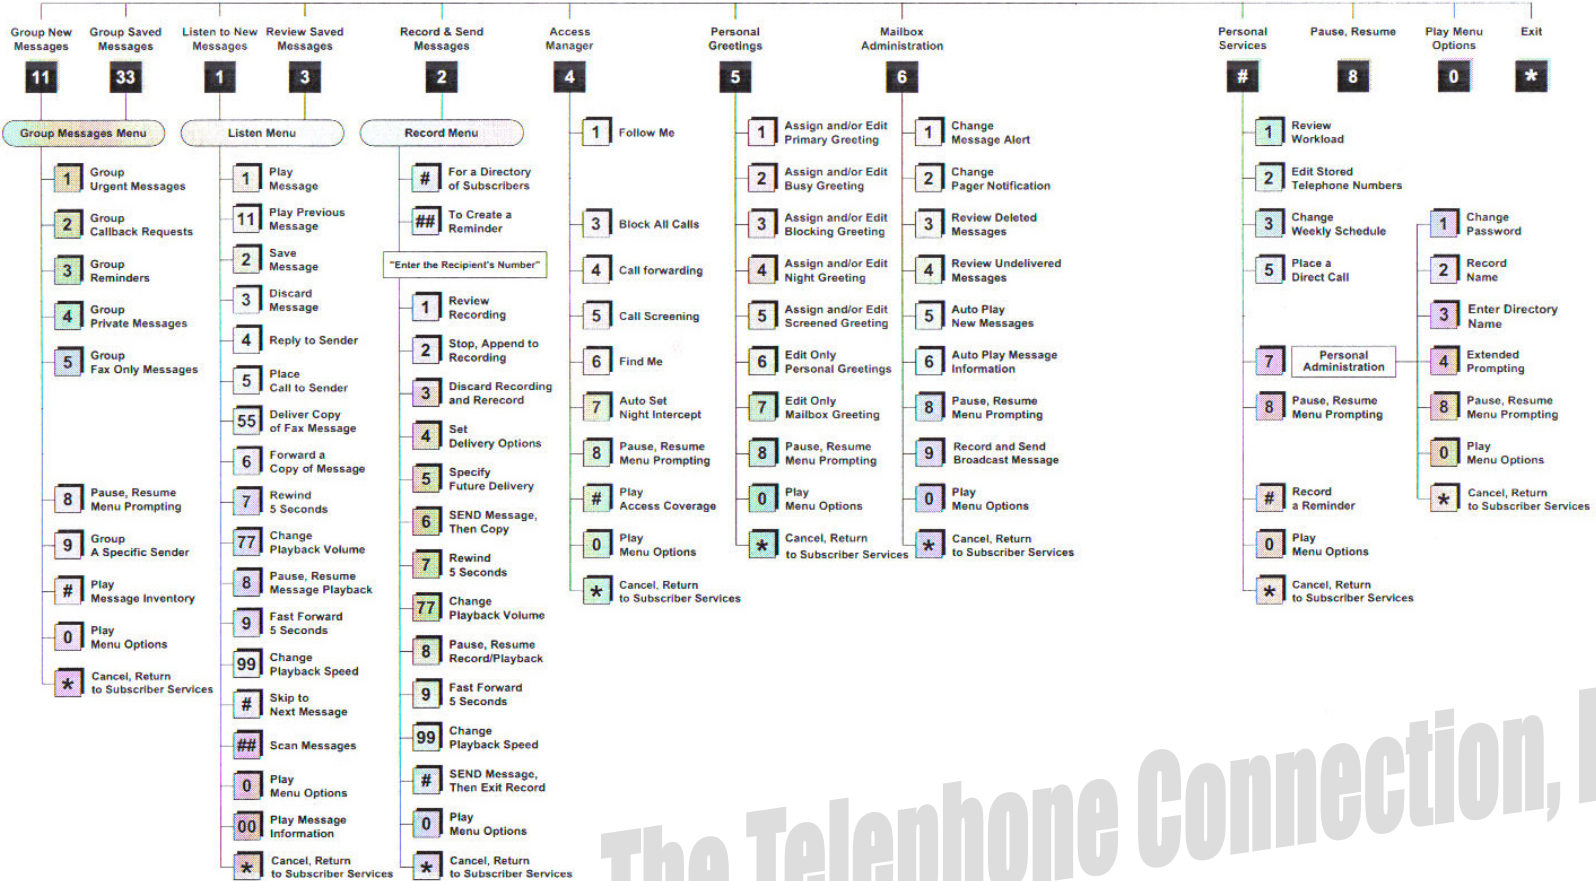 Group New
Messages
11
Group Saved
Messages
33
Listen to New
Messages
1
Review Saved
Messages
3
Record & Send
Messages
2
Access
Manager
4
Personal
Greetings
5
Mailbox
Administration
6
Personal
Services
#
Pause, Resume
8
Play Menu
Options
0
Exit
*
Group Messages Menu
1
Group
Urgent Messages
2
Group
Callback Requests
3
Group
Reminders
4
Group
Private Messages
5
Group
Fax Only Messages
8
Pause, Resume
Menu Prompting
9
Group
A Specific Sender
#
Play
Message Inventory
0
Play
Menu Options
*
Cancel, Return
to Subscriber Services
Listen Menu
1
Play
Message
11
Play Previous
Message
2
Save
Message
3
Discard
Message
4
Reply to Sender
5
Place
Call to Sender
55
Deliver Copy
of Fax Message
6
Forward a
Copy of Message
7
Rewind
5 Seconds
77
Change
Playback Volume
8
Pause, Resume
Message Playback
9
Fast Forward
5 Seconds
99
Change
Playback Speed
#
Skip to
Next Message
##
Scan Messages
0
Play
Menu Options
00
Play Message
Information
*
Cancel, Return
to Subscriber Services
Record Menu
#
For a Directory
of Subscribers
##
To Create a
Reminder
"Enter the Recipient's Number"
1
Review
Recording
2
Stop, Append to
Recording
3
Discard Recording
and Rerecord
4
Set
Delivery Options
5
Specify
Future Delivery
6
SEND Message,
Then Copy
7
Rewind
5 Seconds
77
Change
Playback Volume
8
Pause, Resume
Record/Playback
9
Fast Forward
5 Seconds
99
Change
Playback Speed
#
SEND Message,
Then Exit Record
0
Play
Menu Options
*
Cancel, Return
to Subscriber Services
1
Follow Me
3
Block All Calls
4
Call forwarding
5
Call Screening
6
Find Me
7
Auto Set
Night Intercept
8
Pause, Resume
Menu Prompting
#
Play
Access Coverage
0
Play
Menu Options
*
Cancel, Return
to Subscriber Services
1
Assign and/or Edit
Primary Greeting
2
Assign and/or Edit
Busy Greeting
3
Assign and/or Edit
Blocking Greeting
4
Assign and/or Edit
Night Greeting
5
Assign and/or Edit
Screened Greeting
6
Edit Only
Personal Greetings
7
Edit Only
Mailbox Greeting
8
Pause, Resume
Menu Prompting
0
Play
Menu Options
*
Cancel, Return
to Subscriber Services
1
Change
Message Alert
2
Change
Pager Notification
3
Review Deleted
Messages
4
Review Undelivered
Messages
5
Auto Play
New Messages
6
Auto Play Message
Information
8
Pause, Resume
Menu Prompting
9
Record and Send
Broadcast Message
0
Play
Menu Options
*
Cancel, Return
to Subscriber Services
1
Review
Workload
2
Edit Stored
Telephone Numbers
3
Change
Weekly Schedule
5
Place a
Direct Call
7
Personal
Administration
8
Pause, Resume
Menu Prompting
#
Record
a Reminder
0
Play
Menu Options
*
Cancel, Return
to Subscriber Services
1
Change
Password
2
Record
Name
3
Enter Directory
Name
4
Extended
Prompting
8
Pause, Resume
Menu Prompting
0
Play
Menu Options
*
Cancel, Return
to Subscriber Services
The Telephone Connection,